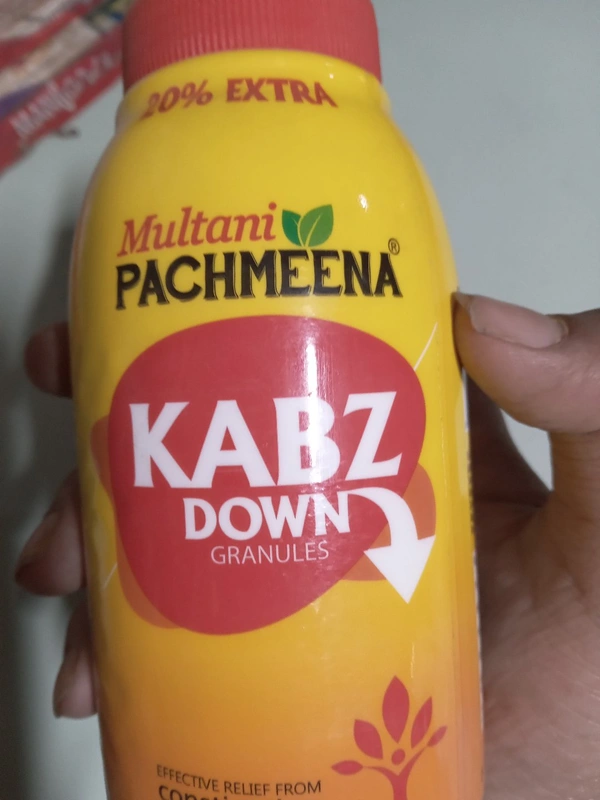 20% EXTRA
Multani
PACHMEENA®
KABZ
DOWN
GRANULES
EFFECTIVE RELIEF FROM